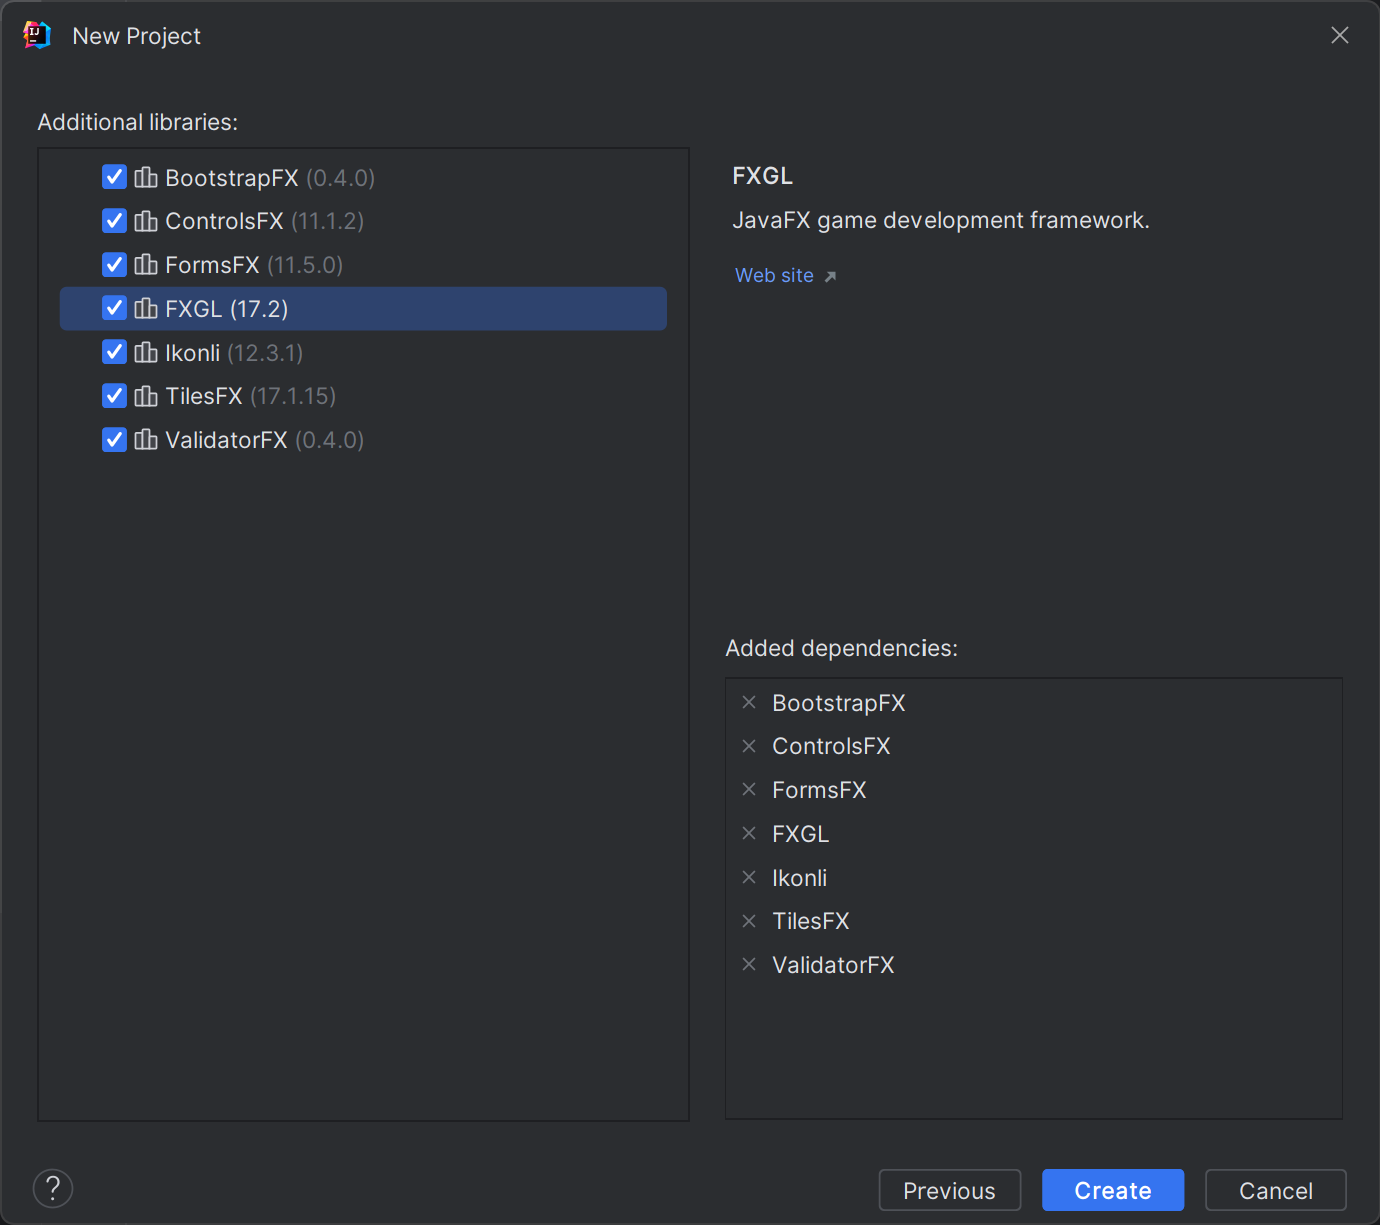 New Project
Additional libraries:
BootstrapFX (0.4.0)
ControlsFX (11.1.2)
FormsFX (11.5.0)
FXGL (17.2)
Ikonli (12.3.1)
TilesFX (17.1.15)
ValidatorFX (0.4.0)
FXGL
JavaFX game development framework.
Web site
Added dependencies:
BootstrapFX
ControlsFX
FormsFX
FXGL
Ikonli
TilesFX
ValidatorFX
?
Previous
Create
Cancel